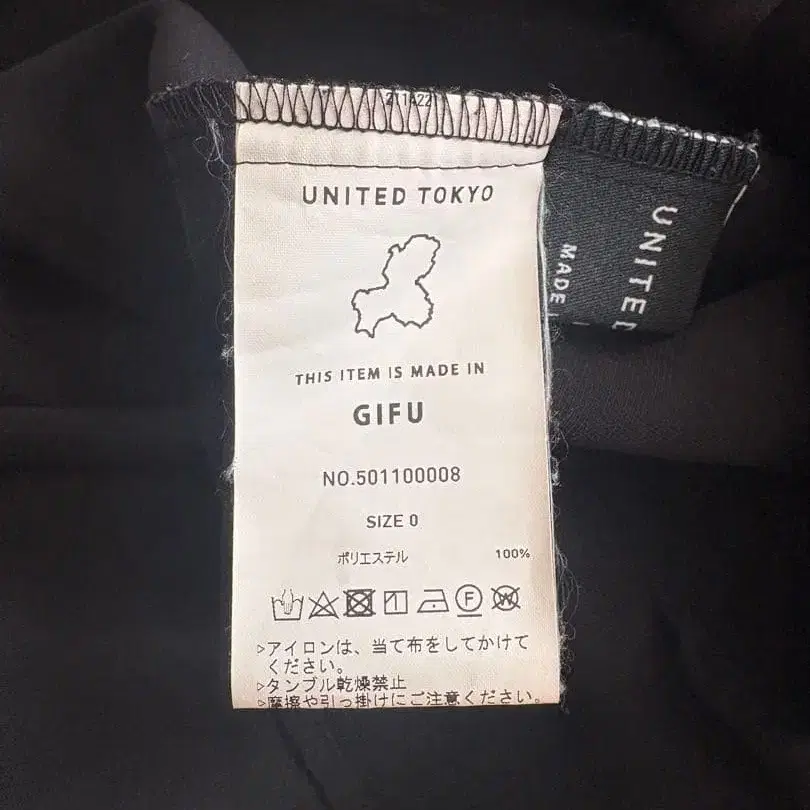 UNITED TOKYO
THIS ITEM IS MADE IN
GIFU
NO.501100008
SIZE 0
ポリエステル 100%
F W
▷アイロンは、当て布をしてかけて
ください。
▷タンブル乾燥禁止
▷摩擦や引っ掛けにご注意ください。
UNITED
MADE